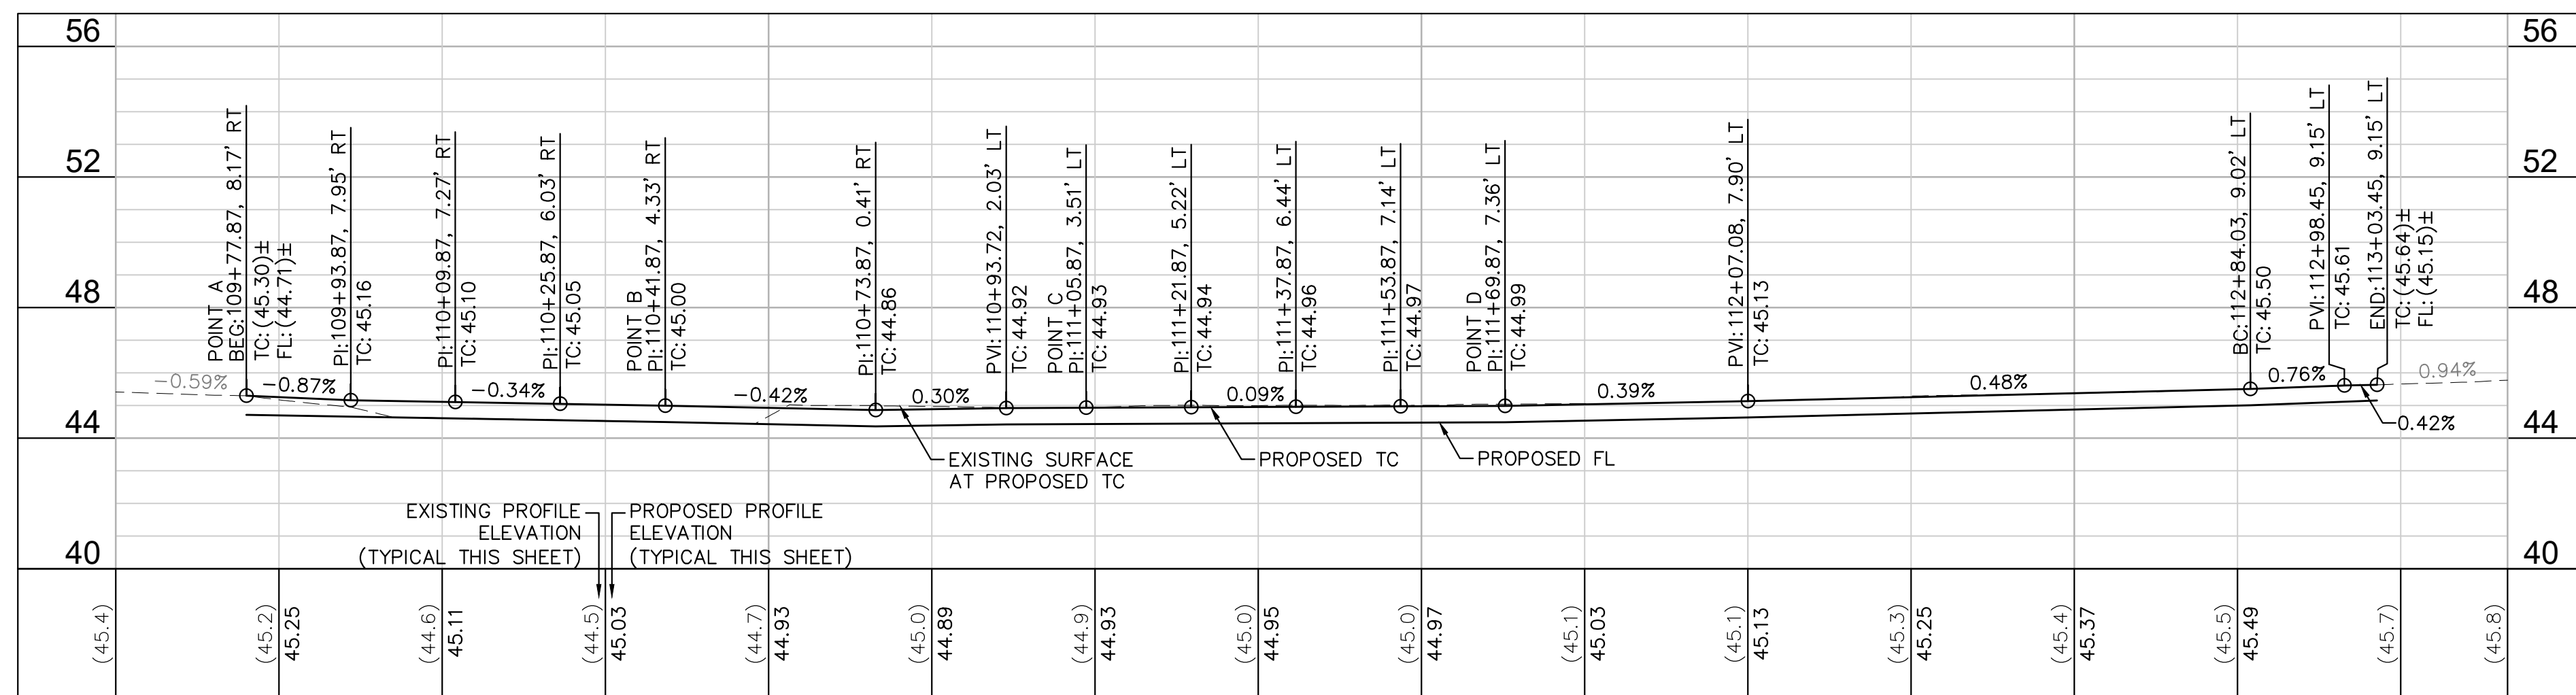 56
52
48
44
40
56
52
48
44
40
POINT A
BEG:109+77.87, 8.17' RT
TC:(45.30)±
FL:(44.71)±
PI:109+93.87, 7.95' RT
TC:45.16
PI:110+09.87, 7.27' RT
TC:45.10
PI:110+25.87, 6.03' RT
TC:45.05
POINT B
PI:110+41.87, 4.33' RT
TC:45.00
PI:110+73.87, 0.41' RT
TC:44.86
PVI:110+93.72, 2.03' LT
TC:44.92
POINT C
PI:111+05.87, 3.51' LT
TC:44.93
PI:111+21.87, 5.22' LT
TC:44.94
PI:111+37.87, 6.44' LT
TC:44.96
PI:111+53.87, 7.14' LT
TC:44.97
POINT D
PI:111+69.87, 7.36' LT
TC:44.99
PVI:112+07.08, 7.90' LT
TC:45.13
BC:112+84.03, 9.02' LT
TC:45.50
PVI:112+98.45, 9.15' LT
TC:45.61
END:113+03.45, 9.15' LT
TC:(45.64)±
FL:(45.15)±
-0.59%
-0.87%
-0.34%
-0.42%
0.30%
0.09%
0.39%
0.48%
0.76%
0.94%
0.42%
EXISTING SURFACE
AT PROPOSED TC
PROPOSED TC
PROPOSED FL
EXISTING PROFILE
ELEVATION
(TYPICAL THIS SHEET)
PROPOSED PROFILE
ELEVATION
(TYPICAL THIS SHEET)
(45.4)
(45.2)
45.25
(44.6)
45.11
(44.5)
45.03
(44.7)
44.93
(45.0)
44.89
(44.9)
44.93
(45.0)
44.95
(45.0)
44.97
(45.1)
45.03
(45.1)
45.13
(45.3)
45.25
(45.4)
45.37
(45.5)
45.49
(45.7)
(45.8)